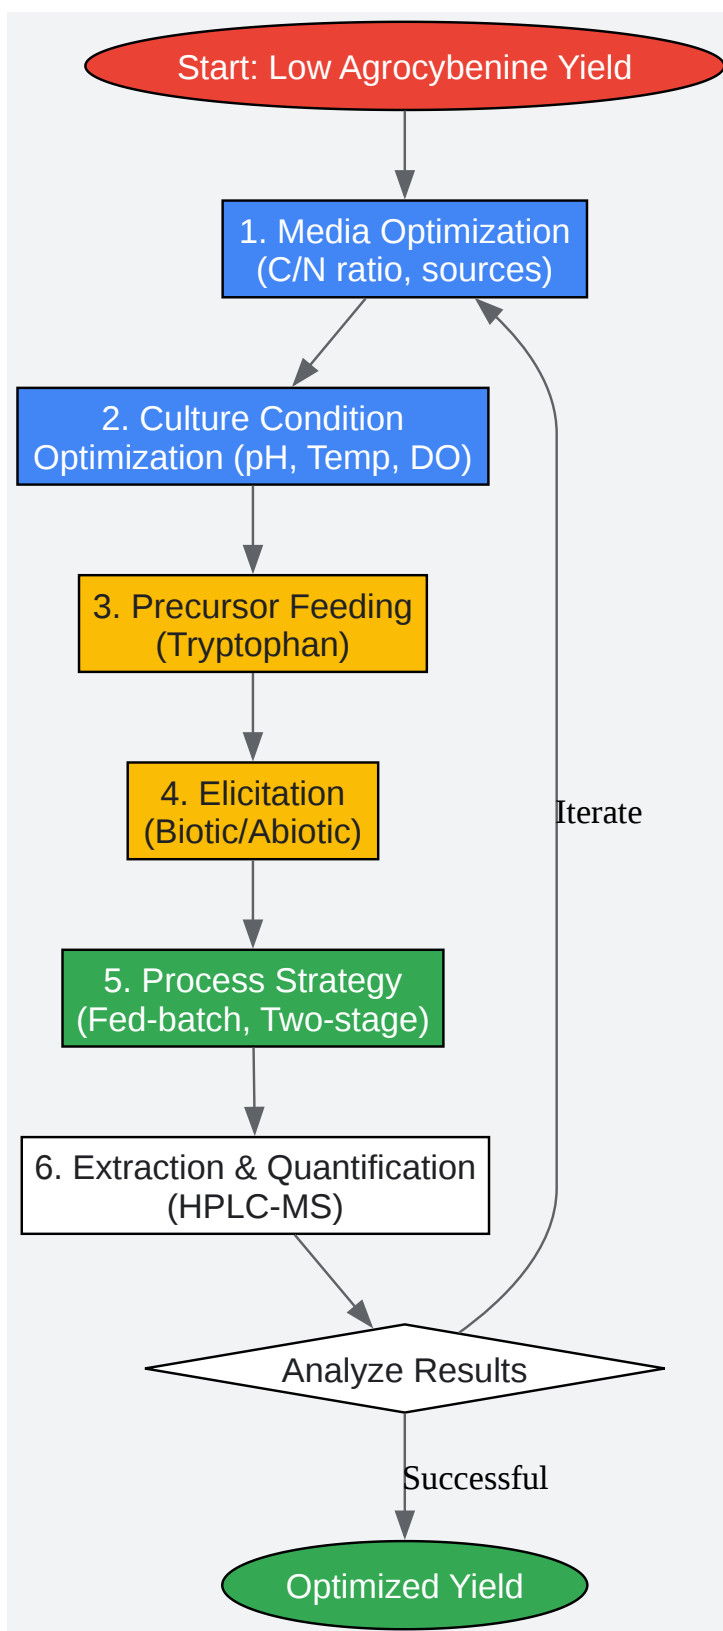 Start: Low Agrocybenine Yield
1. Media Optimization
(C/N ratio, sources)
2. Culture Condition
Optimization (pH, Temp, DO)
3. Precursor Feeding
(Tryptophan)
4. Elicitation
(Biotic/Abiotic)
Iterate
5. Process Strategy
(Fed-batch, Two-stage)
6. Extraction & Quantification
(HPLC-MS)
Analyze Results
Successful
Optimized Yield